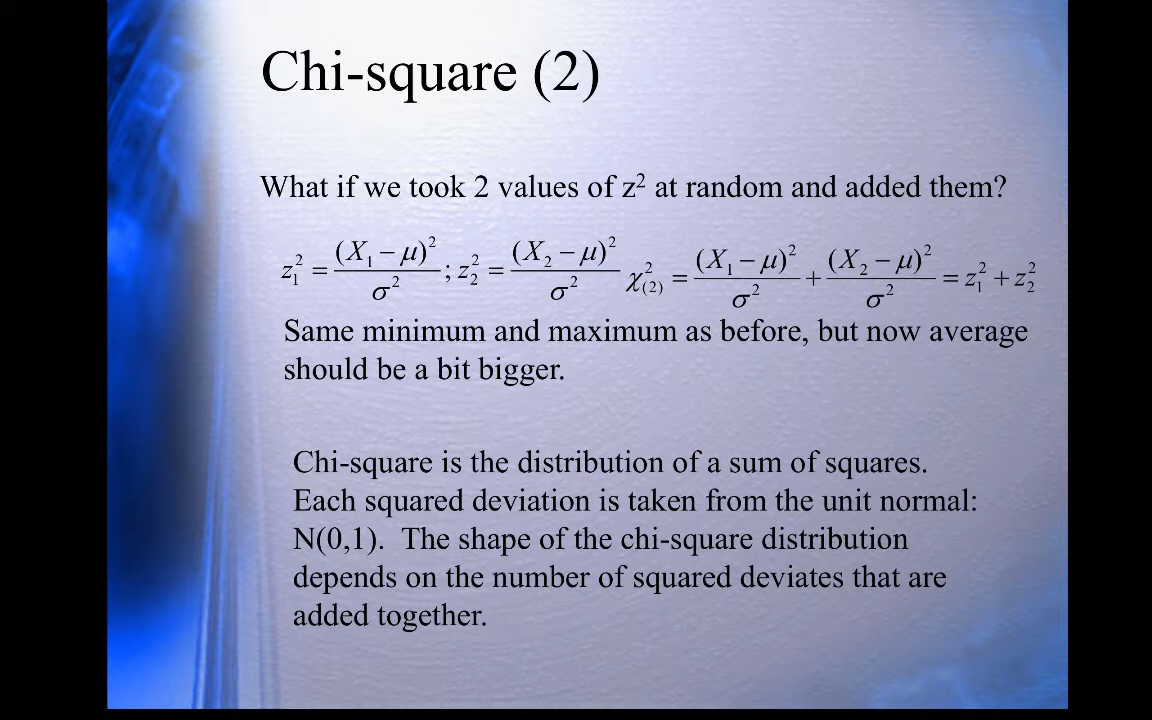 Chi-square (2)
What if we took 2 values of z² at random and added them?
z₁² = (X₁ − μ)² / σ² ; z₂² = (X₂ − μ)² / σ² χ²₍₂₎ = (X₁ − μ)² / σ² + (X₂ − μ)² / σ² = z₁² + z₂²
Same minimum and maximum as before, but now average
should be a bit bigger.
Chi-square is the distribution of a sum of squares.
Each squared deviation is taken from the unit normal:
N(0,1).  The shape of the chi-square distribution
depends on the number of squared deviates that are
added together.